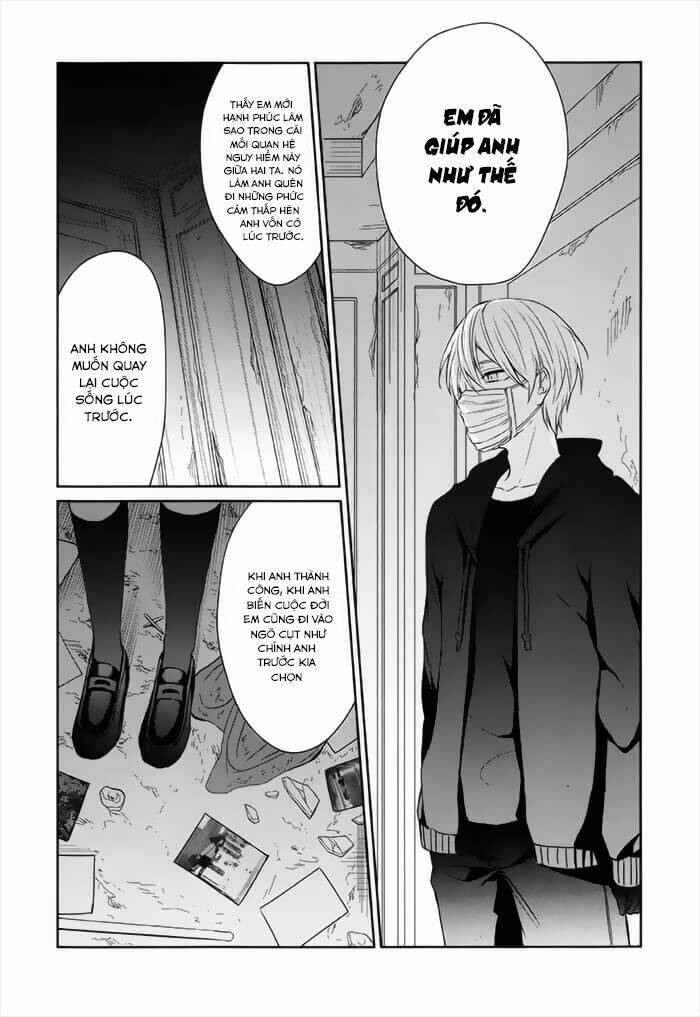 EM ĐÃ
GIÚP ANH
NHƯ THẾ
ĐÓ.
THẤY EM MỚI
HẠNH PHÚC LÀM
SAO TRONG CÁI
MỐI QUAN HỆ
NGUY HIỂM NÀY
GIỮA HAI TA. NÓ
LÀM ANH QUÊN
ĐI NHỮNG PHỨC
CẢM THẤP HÈN
ANH VỐN CÓ
LÚC TRƯỚC.
ANH KHÔNG
MUỐN QUAY
LẠI CUỘC
SỐNG LÚC
TRƯỚC.
KHI ANH THÀNH
CÔNG, KHI ANH
BIẾN CUỘC ĐỜI
EM CŨNG ĐI VÀO
NGÕ CỤT NHƯ
CHÍNH ANH
TRƯỚC KIA
CHỌN